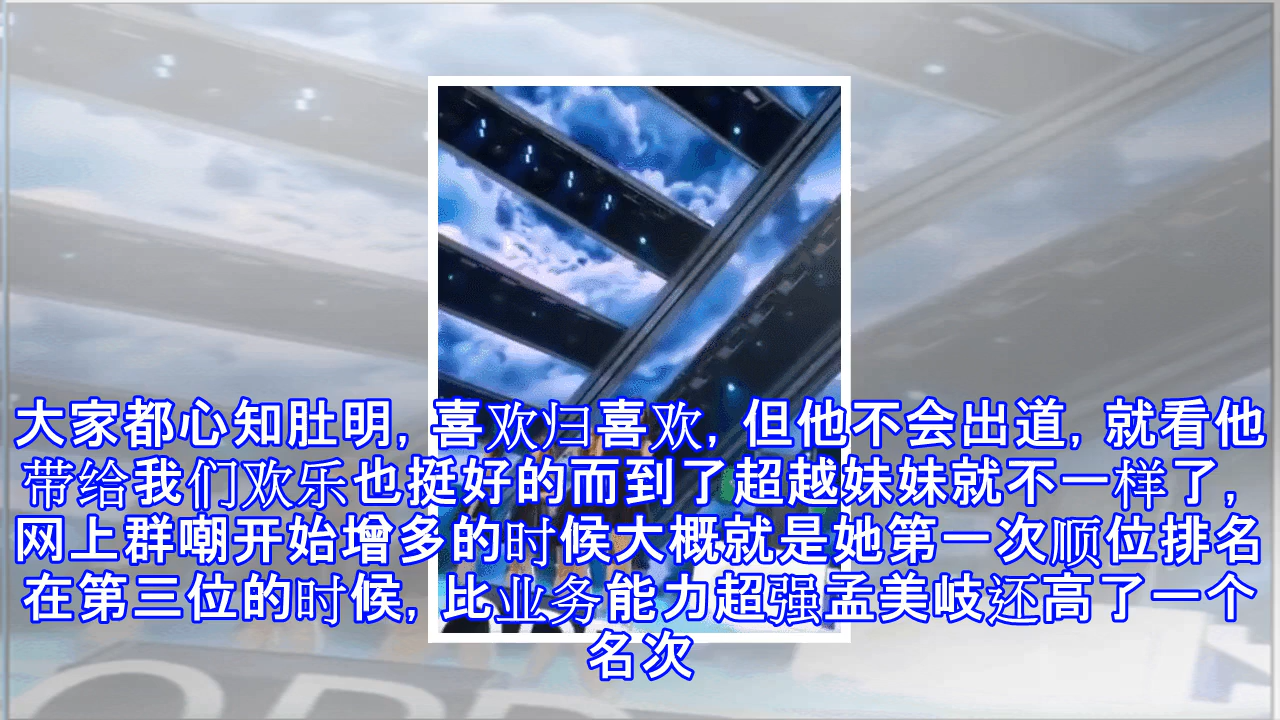 大家都心知肚明, 喜欢归喜欢, 但他不会出道, 就看他
带给我们欢乐也挺好的而到了超越妹妹就不一样了,
网上群嘲开始增多的时候大概就是她第一次顺位排名
在第三位的时候, 比业务能力超强孟美岐还高了一个
名次